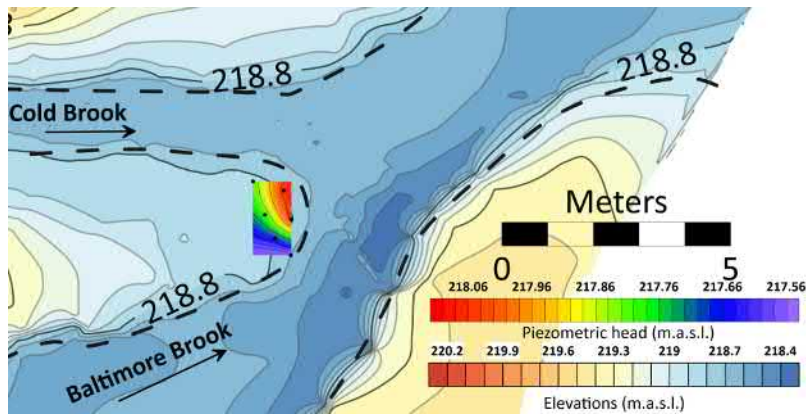 218.8
218.8
Cold Brook
Meters
0 5
218.8
218.06 217.96 217.86 217.76 217.66 217.56
Piezometric head (m.a.s.l.)
220.2 219.9 219.6 219.3 219 218.7 218.4
Baltimore Brook
Elevations (m.a.s.l.)